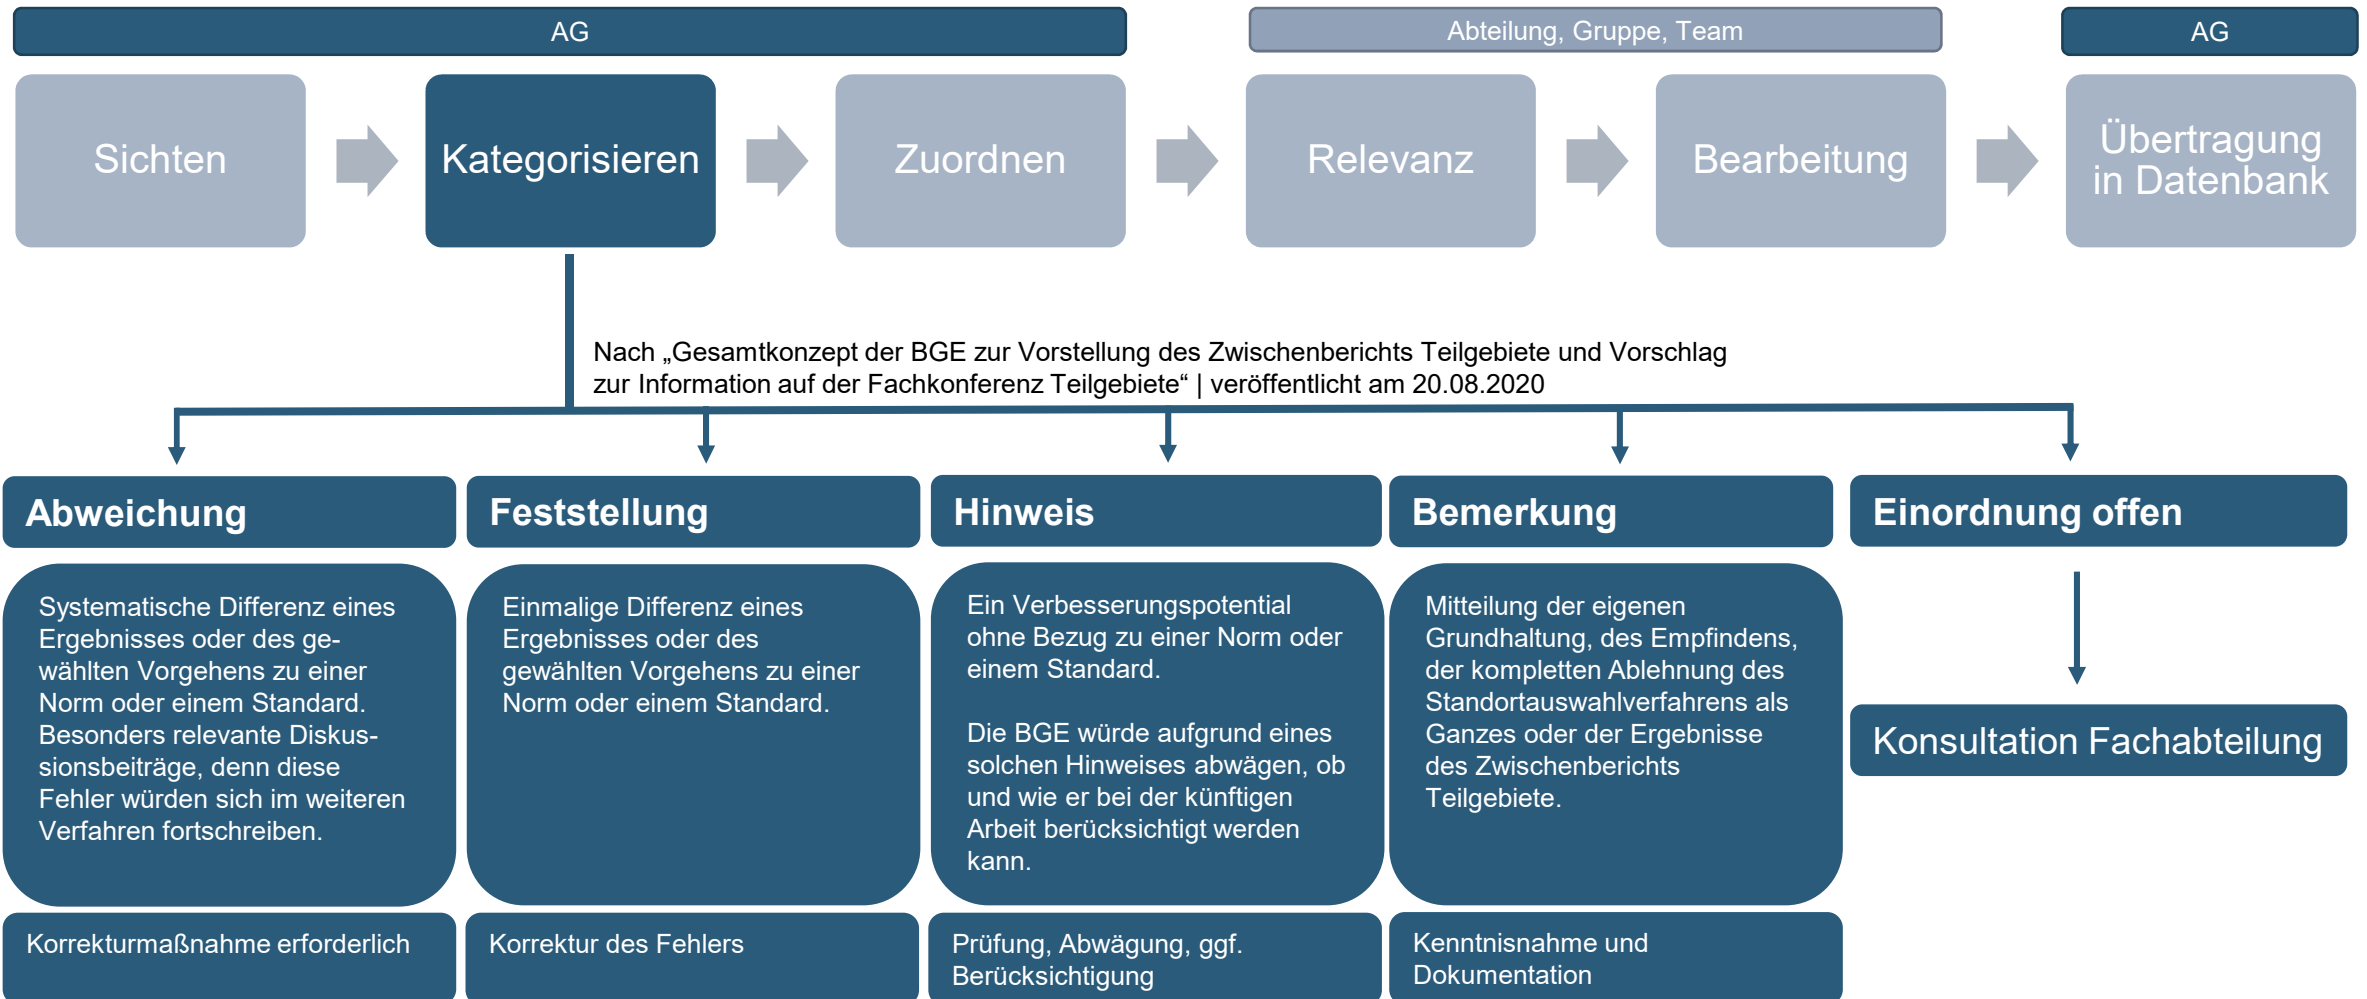 AG
Abteilung, Gruppe, Team
AG
Sichten
Kategorisieren
Zuordnen
Relevanz
Bearbeitung
Übertragung
in Datenbank
Nach „Gesamtkonzept der BGE zur Vorstellung des Zwischenberichts Teilgebiete und Vorschlag
zur Information auf der Fachkonferenz Teilgebiete“ | veröffentlicht am 20.08.2020
Abweichung
Systematische Differenz eines
Ergebnisses oder des ge-
wählten Vorgehens zu einer
Norm oder einem Standard.
Besonders relevante Diskus-
sionsbeiträge, denn diese
Fehler würden sich im weiteren
Verfahren fortschreiben.
Korrekturmaßnahme erforderlich
Feststellung
Einmalige Differenz eines
Ergebnisses oder des
gewählten Vorgehens zu einer
Norm oder einem Standard.
Korrektur des Fehlers
Hinweis
Ein Verbesserungspotential
ohne Bezug zu einer Norm oder
einem Standard.
Die BGE würde aufgrund eines
solchen Hinweises abwägen, ob
und wie er bei der künftigen
Arbeit berücksichtigt werden
kann.
Prüfung, Abwägung, ggf.
Berücksichtigung
Bemerkung
Mitteilung der eigenen
Grundhaltung, des Empfindens,
der kompletten Ablehnung des
Standortauswahlverfahrens als
Ganzes oder der Ergebnisse
des Zwischenberichts
Teilgebiete.
Kenntnisnahme und
Dokumentation
Einordnung offen
Konsultation Fachabteilung